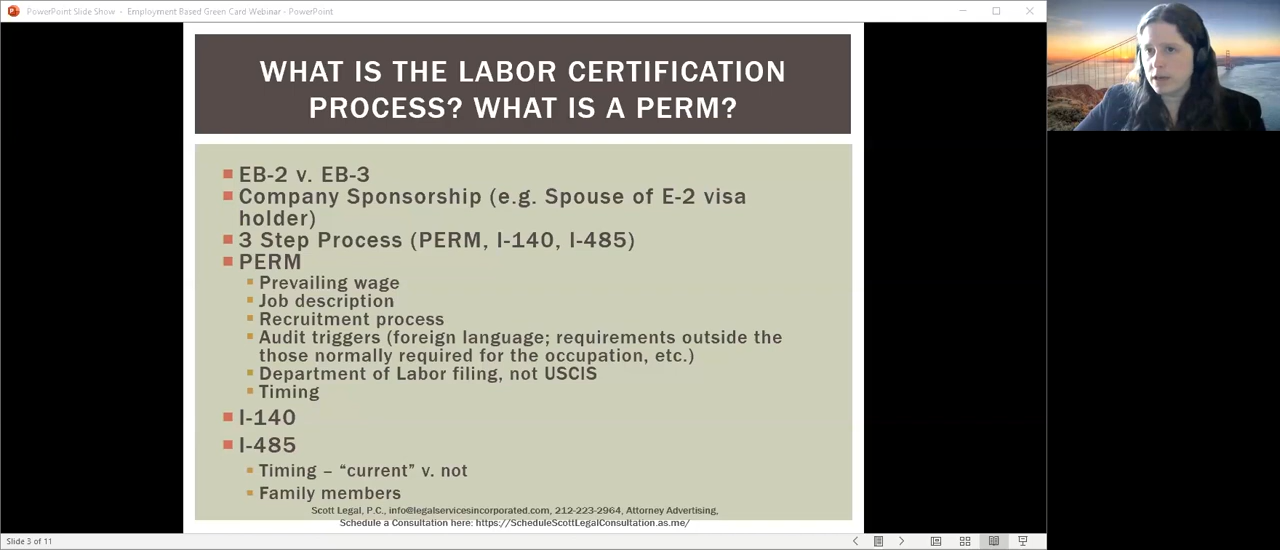 PowerPoint Slide Show - Employment Based Green Card Webinar - PowerPoint
WHAT IS THE LABOR CERTIFICATION
PROCESS? WHAT IS A PERM?
EB-2 v. EB-3
Company Sponsorship (e.g. Spouse of E-2 visa
holder)
3 Step Process (PERM, I-140, I-485)
PERM
Prevailing wage
Job description
Recruitment process
Audit triggers (foreign language; requirements outside the
those normally required for the occupation, etc.)
Department of Labor filing, not USCIS
Timing
I-140
I-485
Timing – “current” v. not
Family members
Scott Legal, P.C., info@legalservicesincorporated.com, 212-223-2964, Attorney Advertising,
Schedule a Consultation here: https://ScheduleScottLegalConsultation.as.me/
Slide 3 of 11